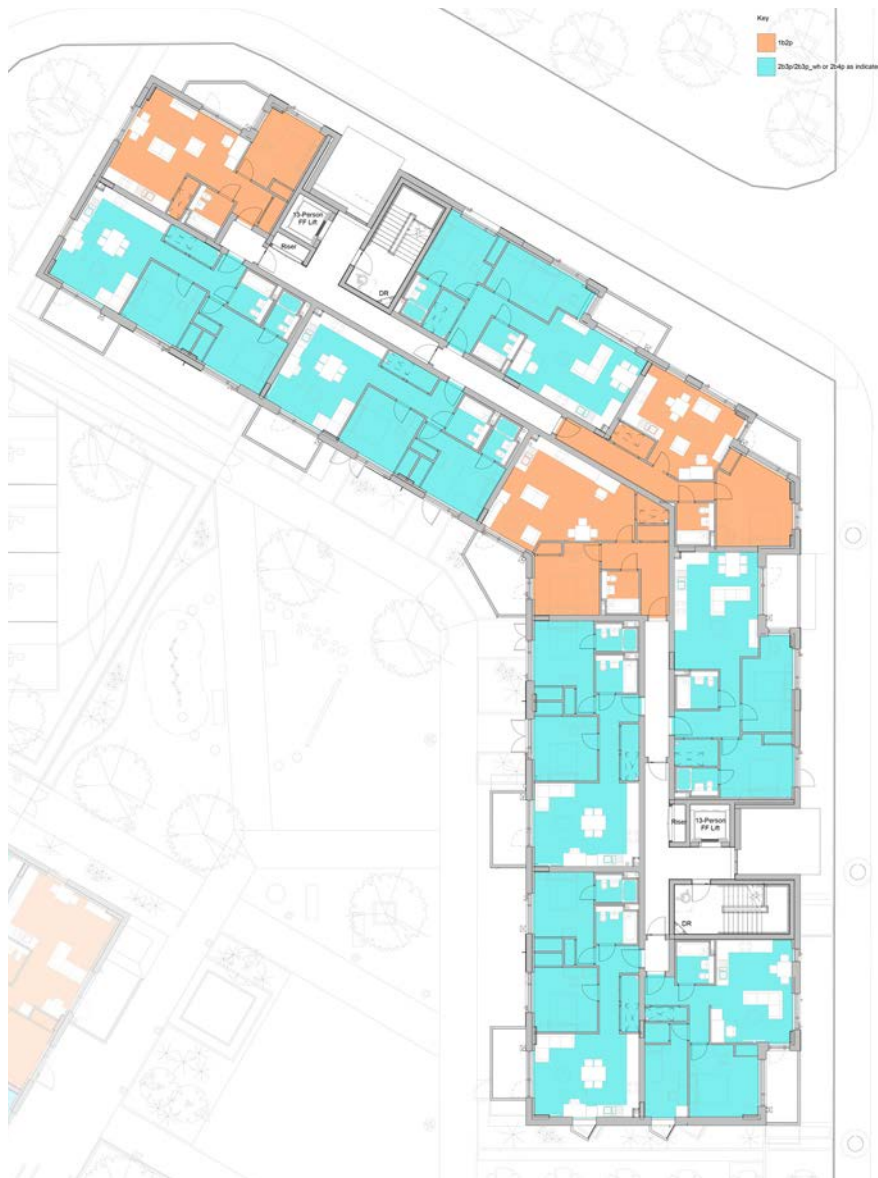 Key
1b2p
2b3p/2b3p_wh or 2b4p as indicate
13-Person
FF Lift
Riser
DR
Riser
13-Person
FF Lift
DR